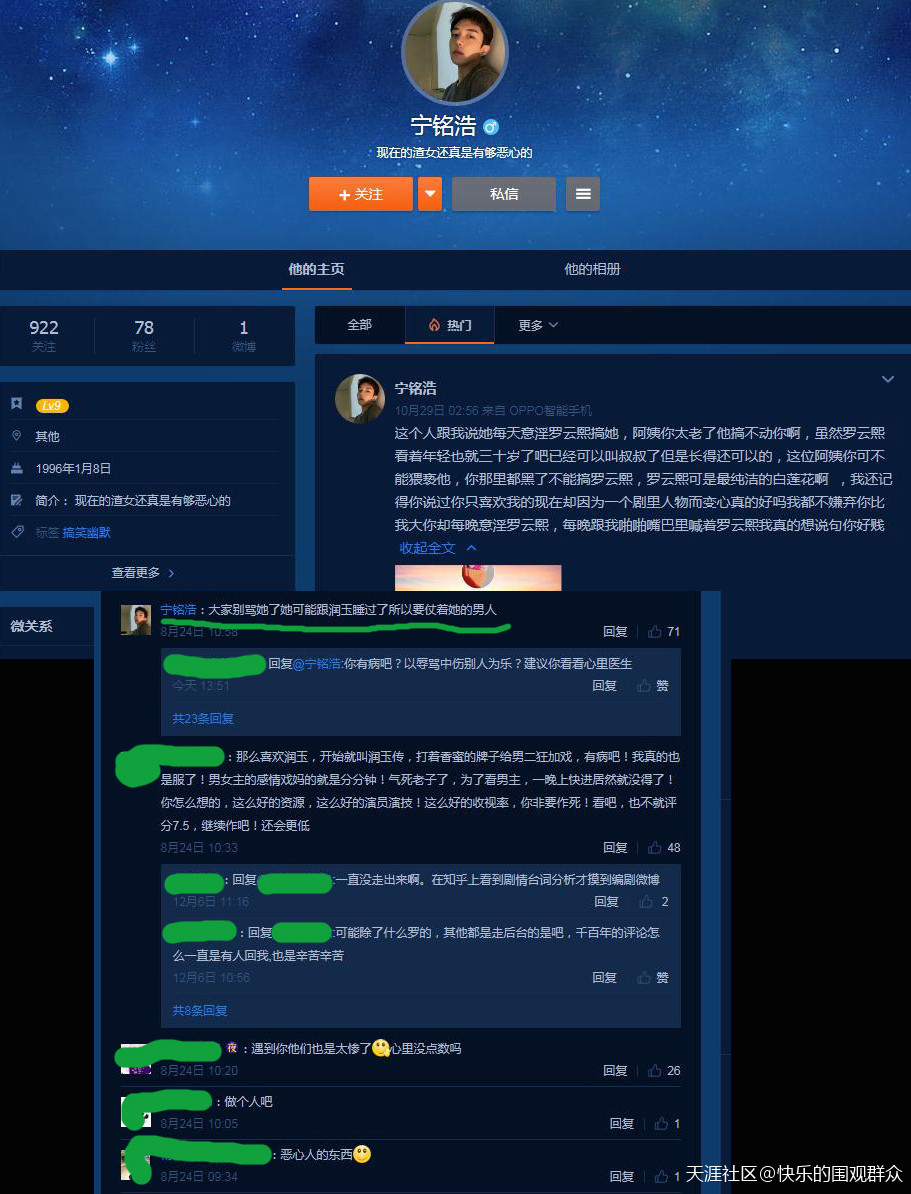 宁铭浩
现在的渣女还真是有够恶心的
+ 关注
私信
他的主页
他的相册
922
78
1
关注
粉丝
微博
全部
热门
更多
Lv9
其他
1996年1月8日
简介： 现在的渣女还真是有够恶心的
标签 搞笑幽默
查看更多
微关系
宁铭浩
10月29日 02:56 来自 OPPO智能手机
这个人跟我说她每天意淫罗云熙搞她，阿姨你太老了他搞不动你啊，虽然罗云熙
看着年轻也就三十岁了吧已经可以叫叔叔了但是长得还可以的，这位阿姨你可不
能猥亵他，你那里都黑了不能搞罗云熙，罗云熙可是最纯洁的白莲花啊 ，我还记
得你说过你只喜欢我的现在却因为一个剧里人物而变心真的好吗我都不嫌弃你比
我大你却每晚意淫罗云熙，每晚跟我啪啪嘴巴里喊着罗云熙我真的想说句你好贱
收起全文
宁铭浩：大家别骂她了她可能跟润玉睡过了所以要仗着她的男人
8月24日 10:58
回复
71
回复@宁铭浩:你有病吧？以辱骂中伤别人为乐？建议你看看心里医生
今天 13:51
回复
赞
共23条回复
：那么喜欢润玉，开始就叫润玉传，打着香蜜的牌子给男二狂加戏，有病吧！我真的也
是服了！男女主的感情戏妈的就是分分钟！气死老子了，为了看男主，一晚上快进居然就没得了！
你怎么想的，这么好的资源，这么好的演员演技！这么好的收视率，你非要作死！看吧，也不就评
分7.5，继续作吧！还会更低
8月24日 10:33
回复
48
：回复
:一直没走出来啊。在知乎上看到剧情台词分析才摸到编剧微博
12月6日 11:16
回复
2
：回复
:可能除了什么罗的，其他都是走后台的是吧，千百年的评论怎
么一直是有人回我,也是辛苦辛苦
12月6日 10:56
回复
赞
共8条回复
夜
：遇到你他们也是太惨了
心里没点数吗
8月24日 10:20
回复
26
：做个人吧
8月24日 10:05
回复
1
：恶心人的东西
8月24日 09:34
回复
1
天涯社区@快乐的围观群众